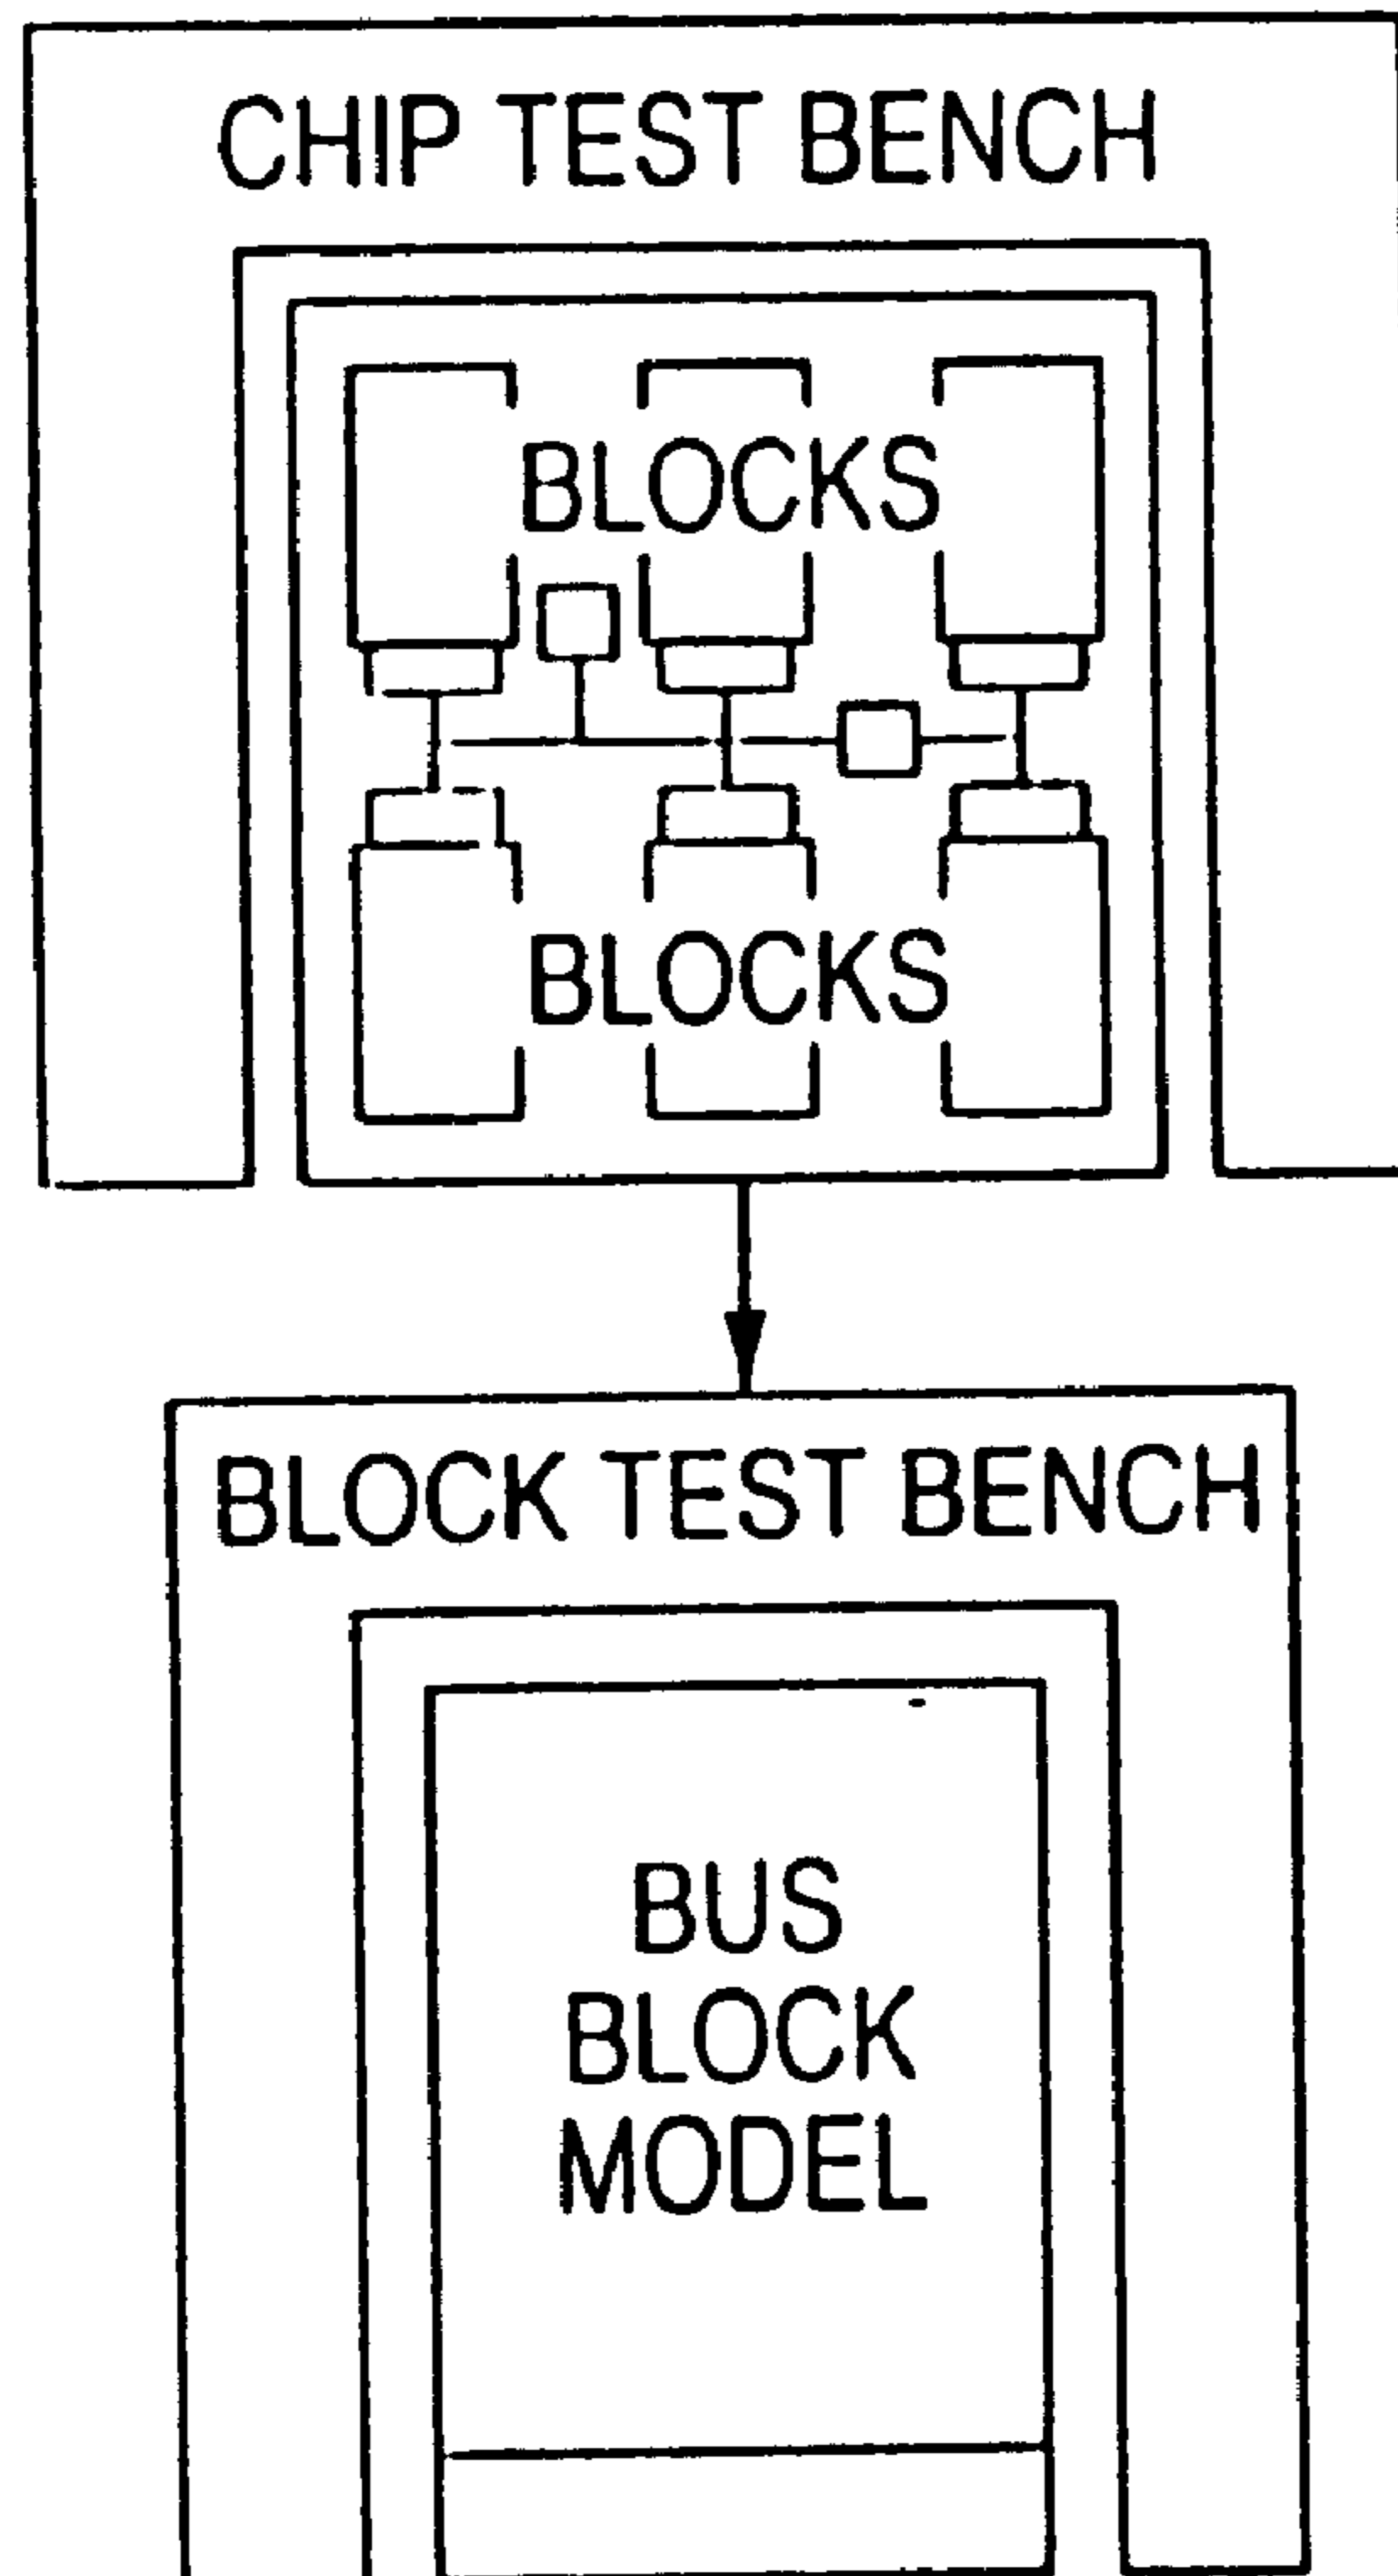 CHIP TEST BENCH
BLOCKS
BLOCKS
BLOCK TEST BENCH
BUS
BLOCK
MODEL